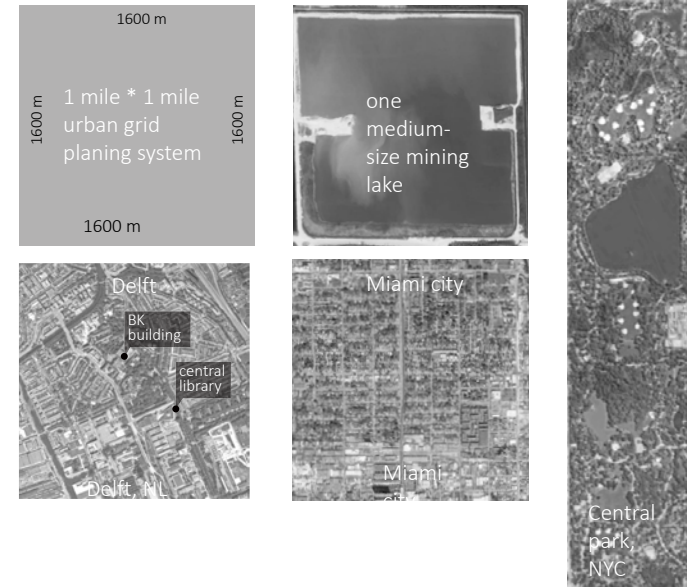 1600 m
1600 m
1 mile * 1 mile
urban grid
planing system
1600 m
1600 m
one
medium-
size mining
lake
Delft
BK
building
central
library
Delft, NL
Miami city
Miami
city
Central
park,
NYC